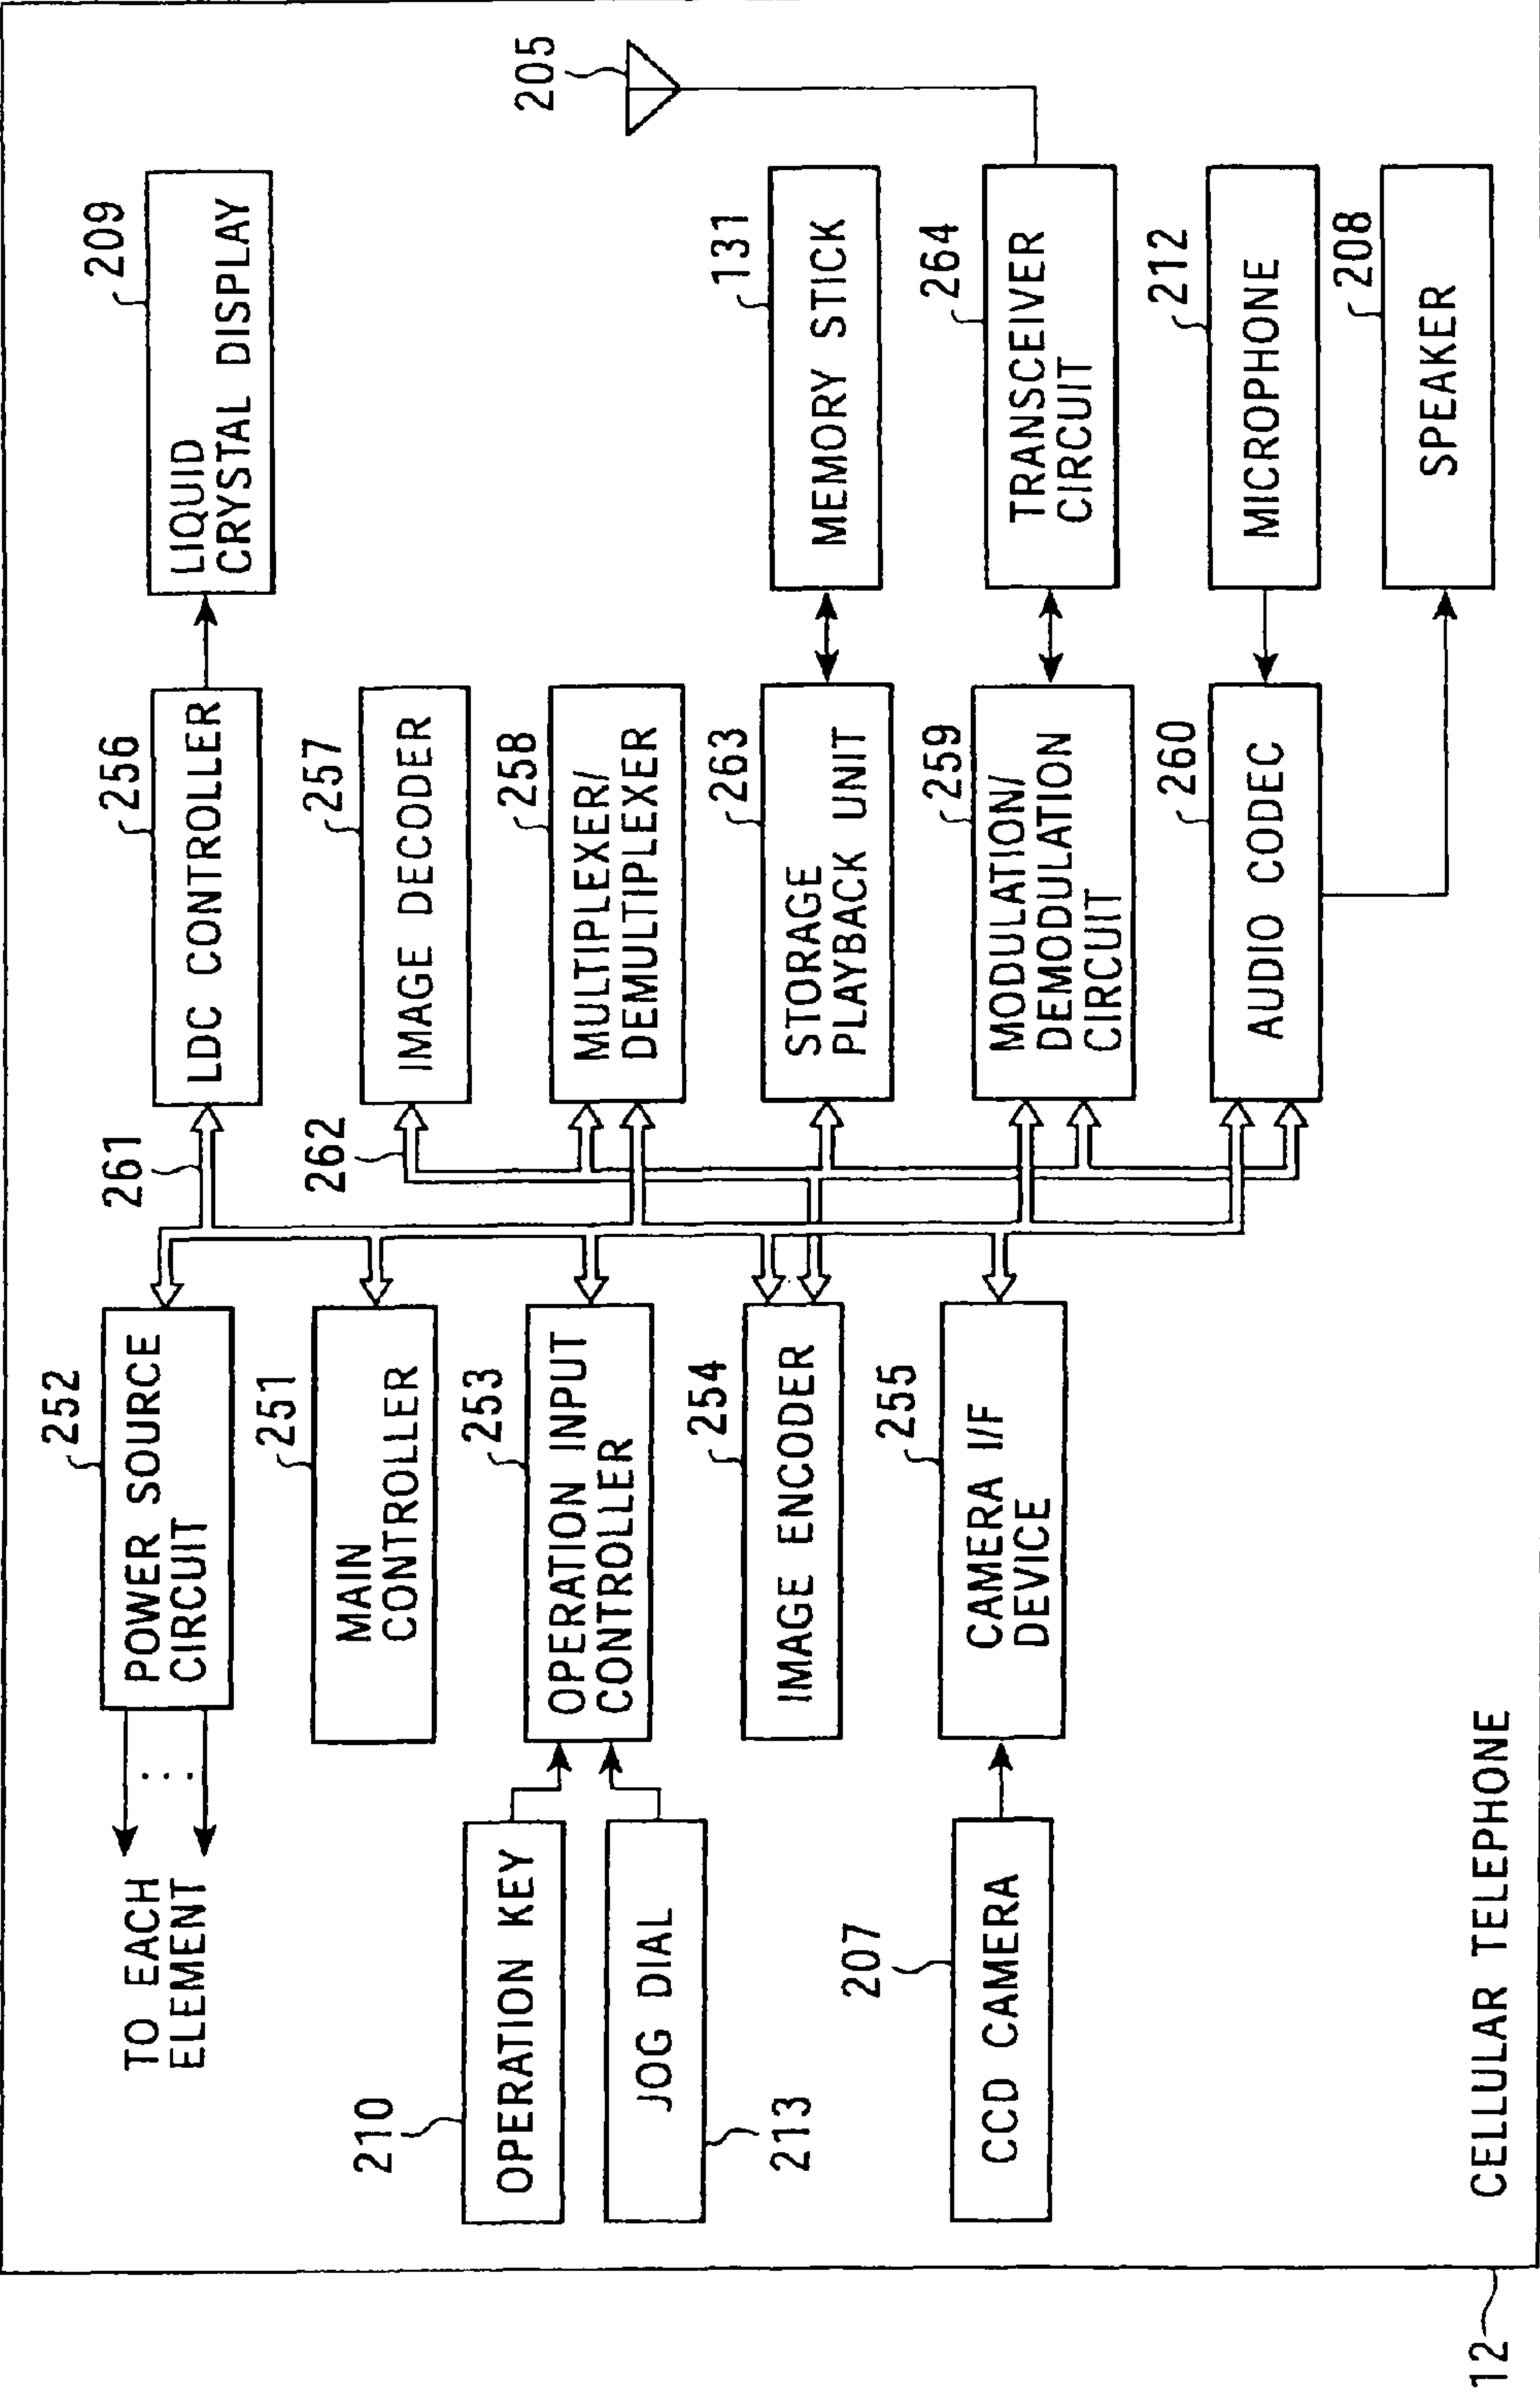 252
POWER SOURCE
CIRCUIT
TO EACH
ELEMENT
251
MAIN
CONTROLLER
210
OPERATION KEY
253
OPERATION INPUT
CONTROLLER
JOG DIAL
213
254
IMAGE ENCODER
207
CCD CAMERA
255
CAMERA I/F
DEVICE
261
256
LDC CONTROLLER
209
LIQUID
CRYSTAL DISPLAY
262
257
IMAGE DECODER
258
MULTIPLEXER/
DEMULTIPLEXER
205
263
STORAGE
PLAYBACK UNIT
131
MEMORY STICK
259
MODULATION/
DEMODULATION
CIRCUIT
264
TRANSCEIVER
CIRCUIT
260
AUDIO CODEC
212
MICROPHONE
208
SPEAKER
CELLULAR TELEPHONE
12